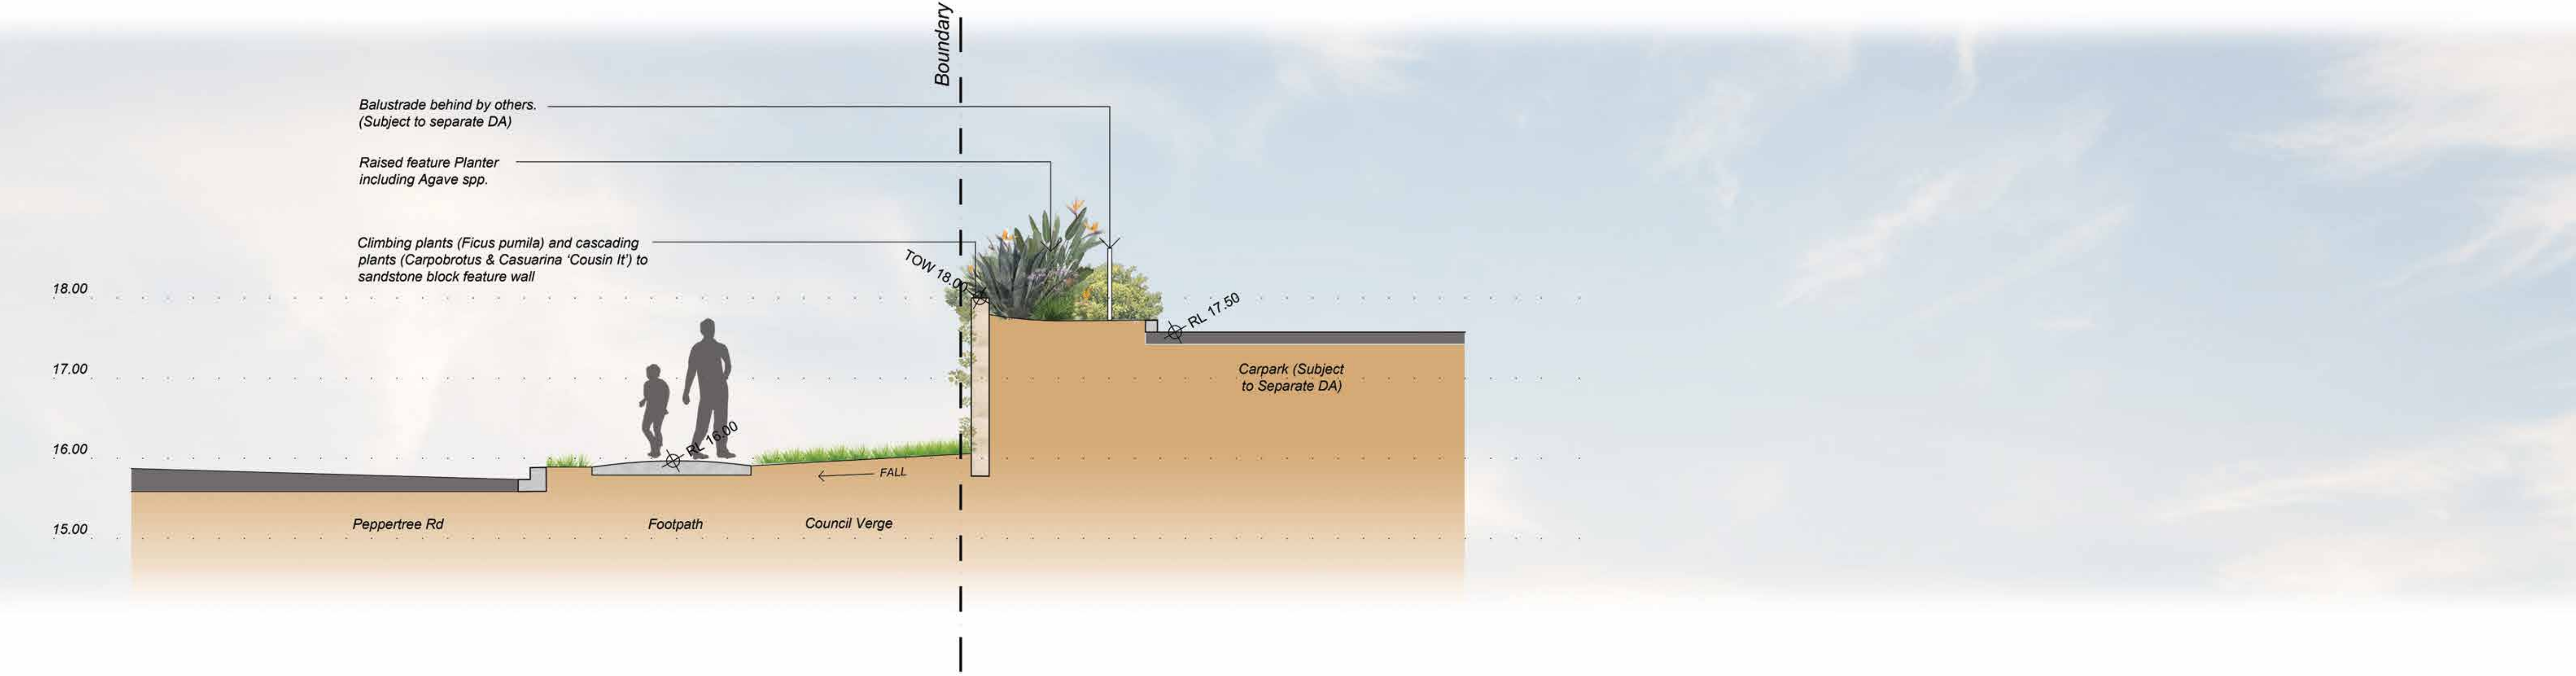 Boundary
Balustrade behind by others.
(Subject to separate DA)
Raised feature Planter
including Agave spp.
Climbing plants (Ficus pumila) and cascading
plants (Carpobrotus & Casuarina ‘Cousin It’) to
sandstone block feature wall
TOW 18.00
18.00
RL 17.50
17.00
Carpark (Subject
to Separate DA)
RL 16.00
16.00
FALL
15.00
Peppertree Rd
Footpath
Council Verge